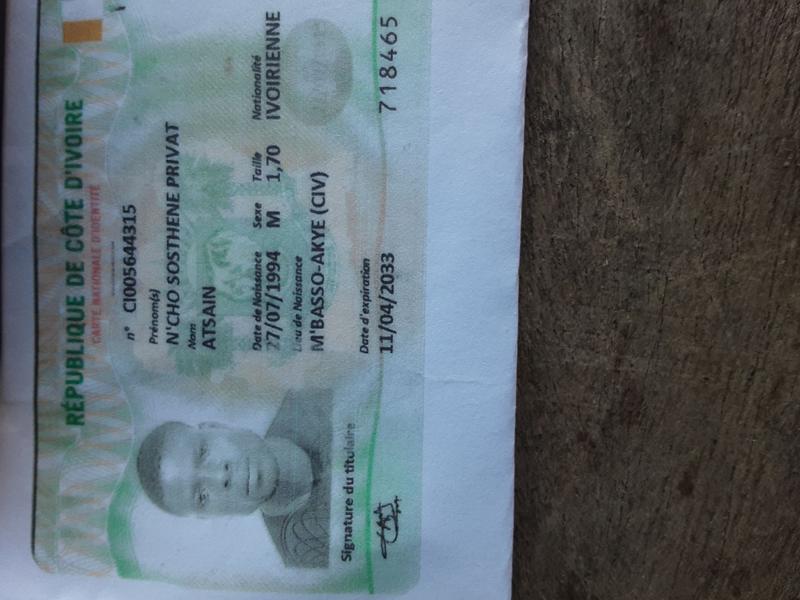 RÉPUBLIQUE DE CÔTE D'IVOIRE
CARTE NATIONALE D'IDENTITÉ
n° CI005644315
Prénom(s)
N'CHO SOSTHENE PRIVAT
Nom
ATSAIN
Date de Naissance Sexe Taille Nationalité
27/07/1994 M 1,70 IVOIRIENNE
Lieu de Naissance
M'BASSO-AKYE (CIV)
Date d'expiration
11/04/2033
718465
Signature du titulaire